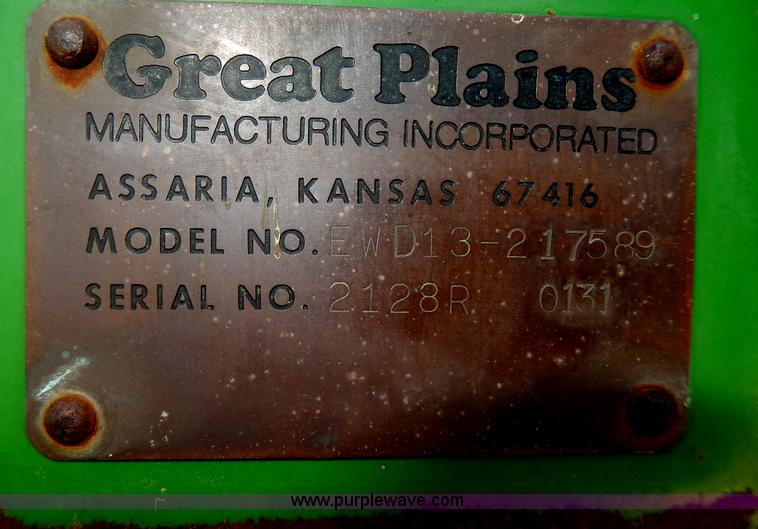 Great Plains
MANUFACTURING INCORPORATED
ASSARIA, KANSAS 67416
MODEL NO. EWD13-217589
SERIAL NO. 2128R 0131
www.purplewave.com